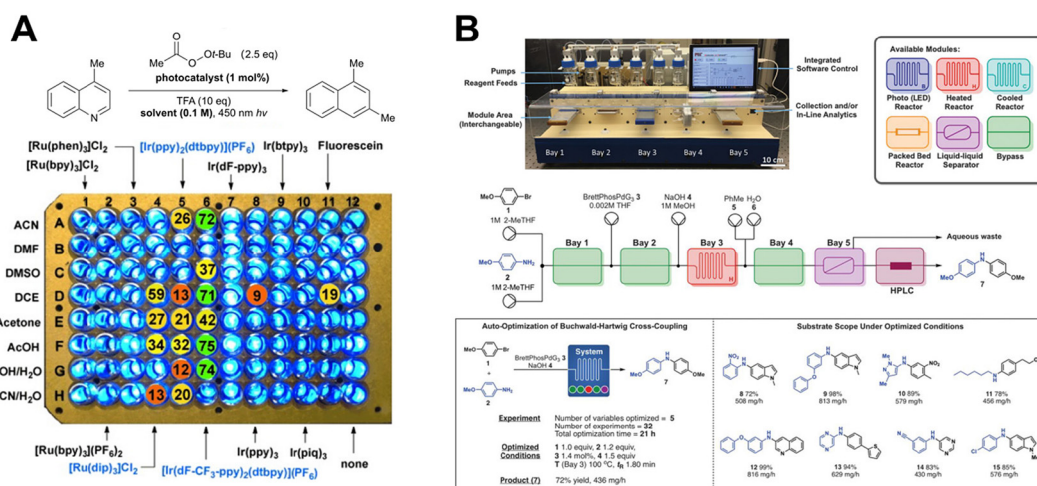 A
O
Me
O
Ot-Bu
(2.5 eq)
photocatalyst (1 mol%)
TFA (10 eq)
solvent (0.1 M), 450 nm hν
Me
N
Me
Me
[Ru(phen)3]Cl2
[Ir(ppy)2(dtbpy)](PF6)
Ir(btpy)3
Fluorescein
[Ru(bpy)3]Cl2
Ir(dF-ppy)3
1 2 3 4 5 6 7 8 9 10 11 12
ACN A 26 72
DMF B
DMSO C 37
DCE D 59 13 71 9 19
Acetone E 27 21 42
AcOH F 34 32 75
OH/H2O G 12 74
CN/H2O H 13 20
[Ru(bpy)3](PF6)2
Ir(ppy)3
Ir(piq)3
none
[Ru(dip)3]Cl2
[Ir(dF-CF3-ppy)2(dtbpy)](PF6)
B
Pumps
Reagent Feeds
Module Area
(Interchangeable)
Integrated
Software Control
Collection and/or
In-Line Analytics
Bay 1
Bay 2
Bay 3
Bay 4
Bay 5
10 cm
Available Modules:
B
H
C
Photo (LED)
Reactor
Heated
Reactor
Cooled
Reactor
Packed Bed
Reactor
Liquid-liquid
Separator
Bypass
MeO
Br
1
1M 2-MeTHF
MeO
NH2
2
1M 2-MeTHF
BrettPhosPdG3 3
0.002M THF
NaOH 4
1M MeOH
PhMe H2O
5 6
Bay 1
Bay 2
Bay 3
H
Bay 4
Bay 5
HPLC
Aqueous waste
MeO
H
N
OMe
7
Auto-Optimization of Buchwald-Hartwig Cross-Coupling
MeO
Br
1
+
MeO
NH2
2
BrettPhosPdG3 3
NaOH 4
System
MeO
H
N
OMe
7
Experiment
Number of variables optimized = 5
Number of experiments = 32
Total optimization time = 21 h
Optimized
Conditions
1 1.0 equiv, 2 1.2 equiv,
3 1.4 mol%, 4 1.5 equiv
T (Bay 3) 100 °C, tR 1.80 min
Product (7)
72% yield, 436 mg/h
Substrate Scope Under Optimized Conditions
8 72%
508 mg/h
9 98%
813 mg/h
10 89%
579 mg/h
11 78%
456 mg/h
12 99%
816 mg/h
13 94%
629 mg/h
14 83%
430 mg/h
15 85%
576 mg/h